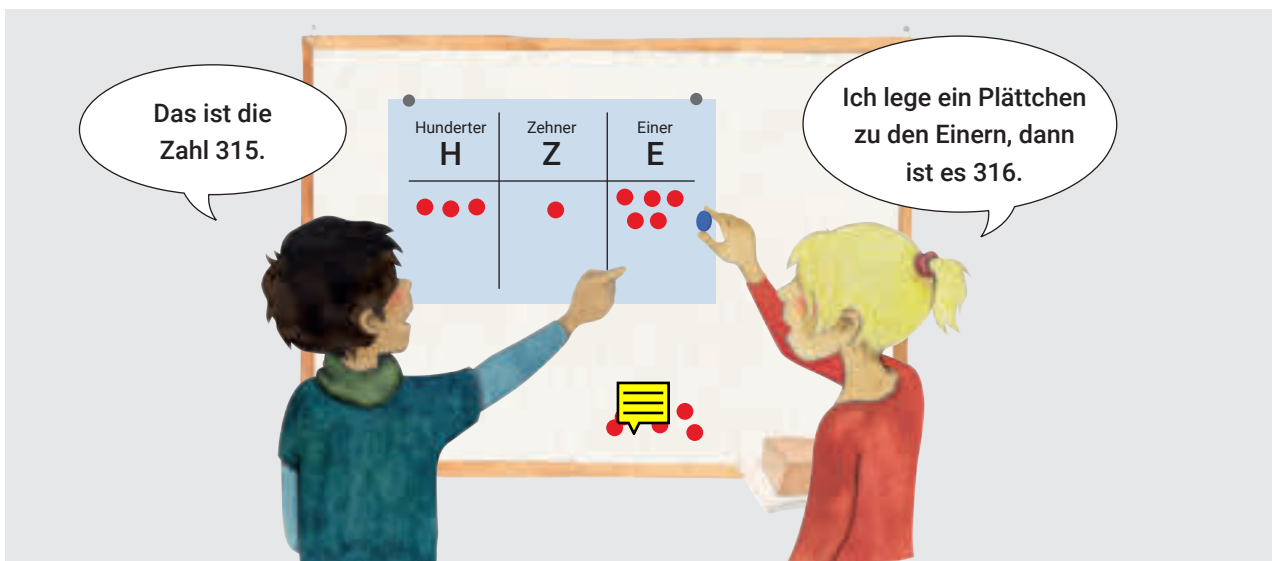 Das ist die
Zahl 315.
Ich lege ein Plättchen
zu den Einern, dann
ist es 316.
Hunderter Zehner Einer
H Z E